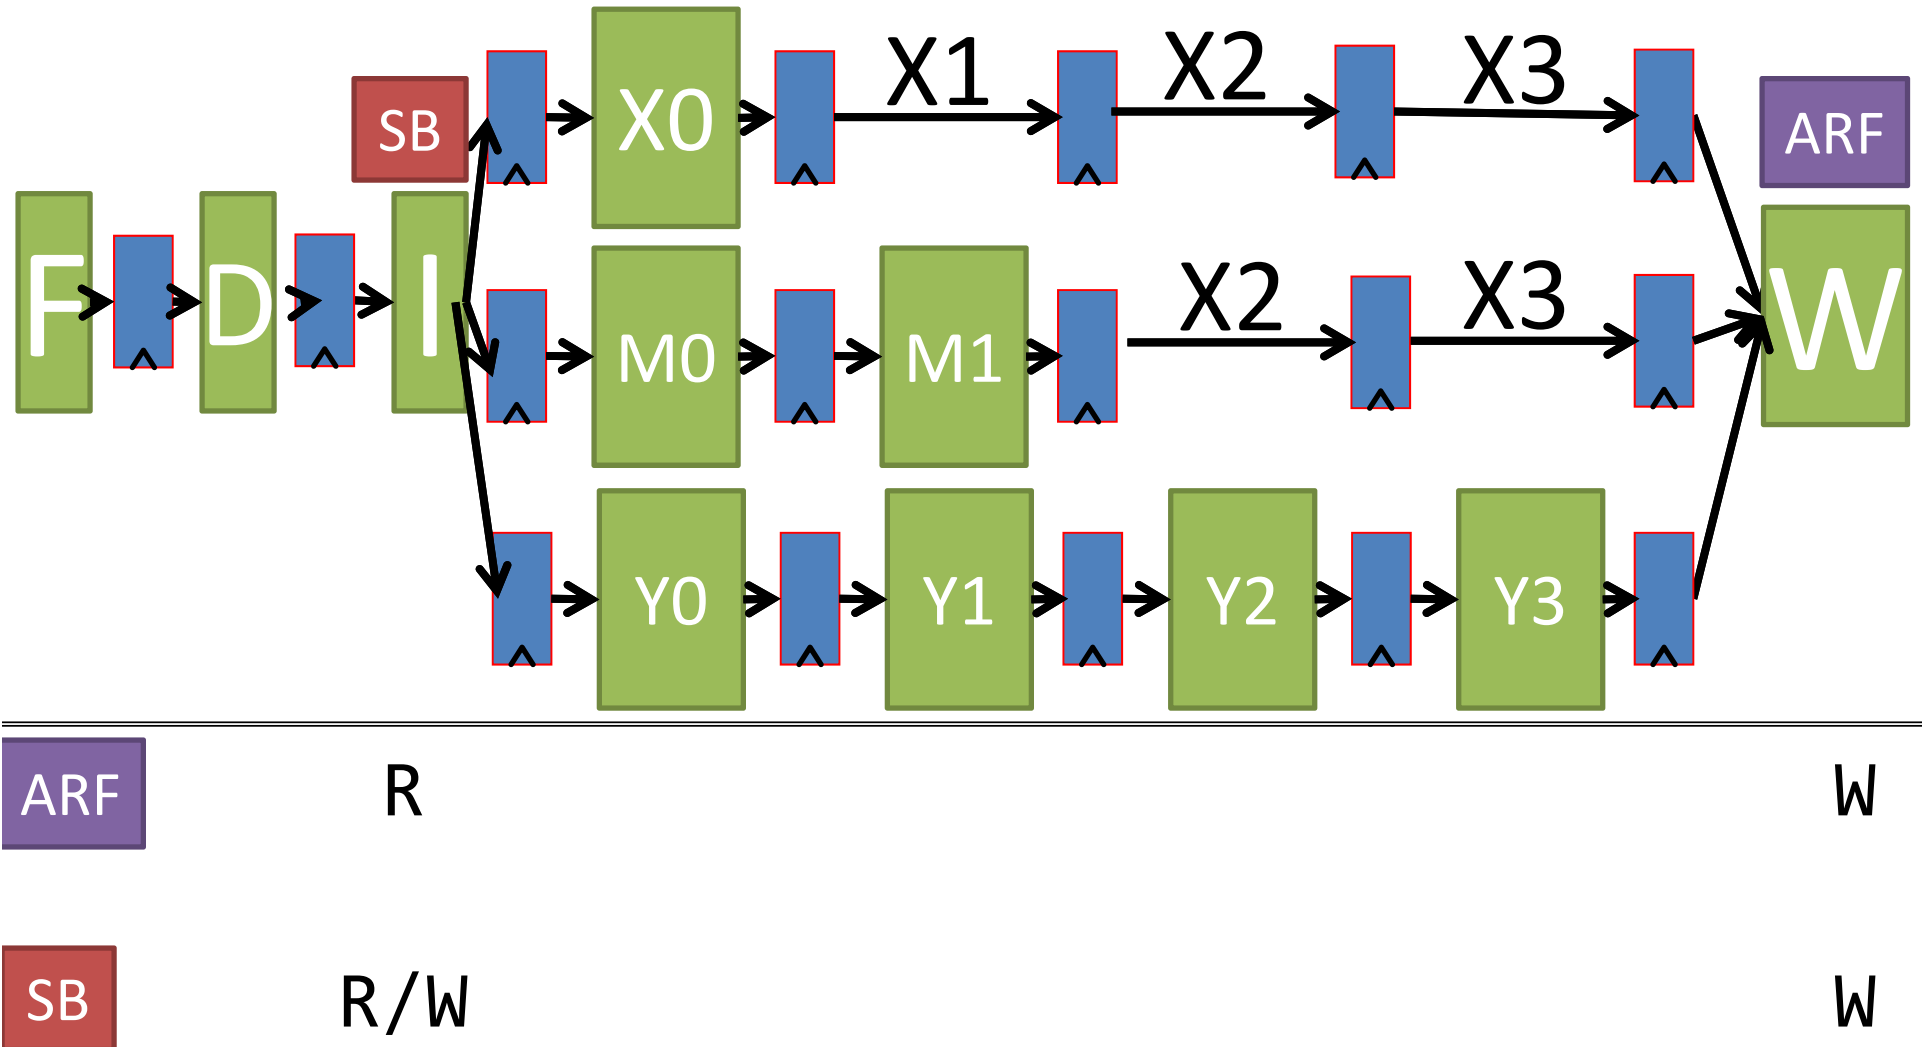 X1 X2 X3
SB X0 ARF
F D I W
X2 X3
M0 M1
Y0 Y1 Y2 Y3
ARF R W
SB R/W W